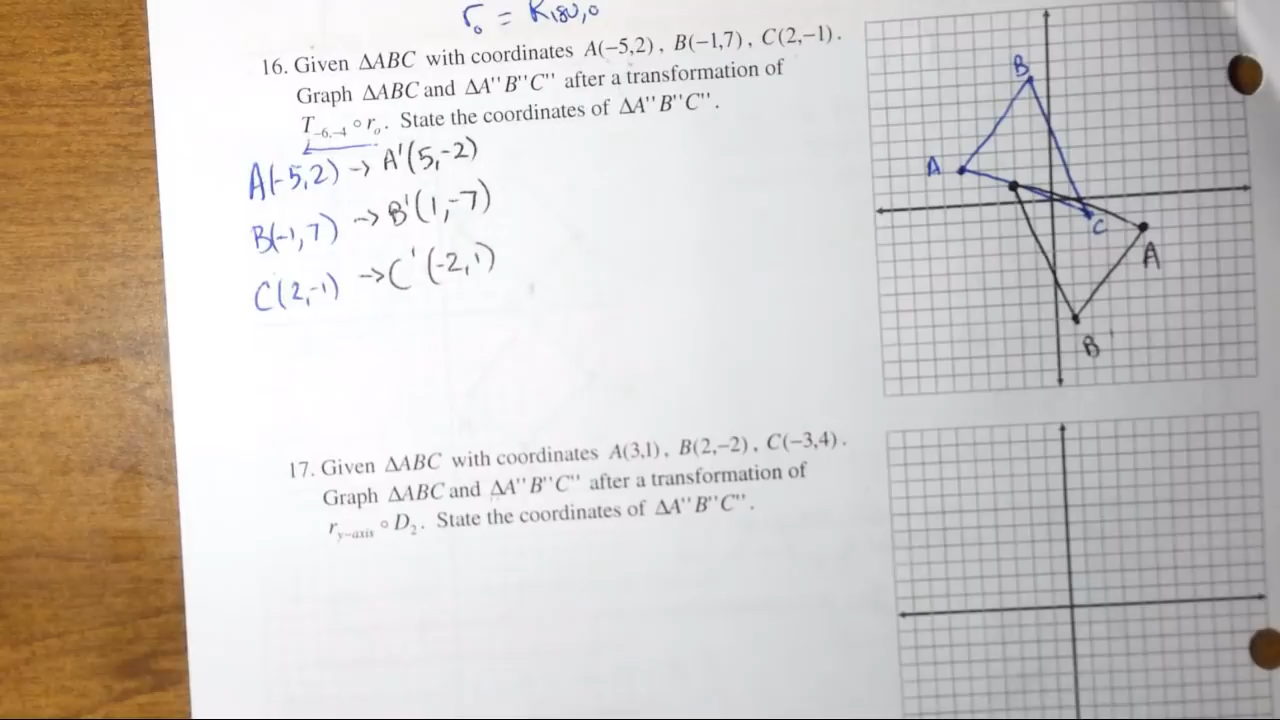 r₀ = R180,0
16. Given ΔABC with coordinates A(−5,2), B(−1,7), C(2,−1).
Graph ΔABC and ΔA''B''C'' after a transformation of
T₋₆,₋₄ ∘ rₒ. State the coordinates of ΔA''B''C''.
A(-5,2) → A'(5,-2)
B(-1,7) → B'(1,-7)
C(2,-1) → C'(-2,1)
B
A
C
A
B'
17. Given ΔABC with coordinates A(3,1), B(2,−2), C(−3,4).
Graph ΔABC and ΔA''B''C'' after a transformation of
r_y−axis ∘ D₂. State the coordinates of ΔA''B''C''.